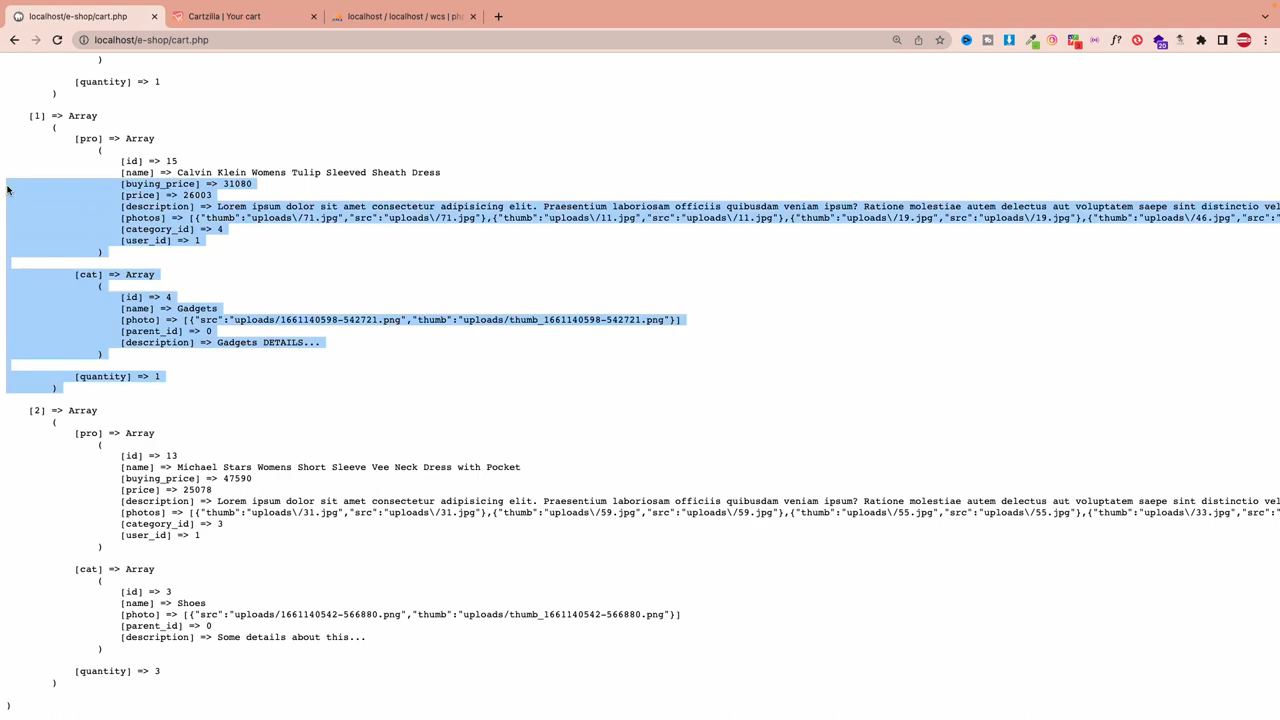 localhost/e-shop/cart.php
Cartzilla | Your cart
localhost / localhost / wcs | ph
localhost/e-shop/cart.php
)
[quantity] => 1
)
[1] => Array
(
[pro] => Array
(
[id] => 15
[name] => Calvin Klein Womens Tulip Sleeved Sheath Dress
[buying_price] => 31080
[price] => 26003
[description] => Lorem ipsum dolor sit amet consectetur adipisicing elit. Praesentium laboriosam officiis quibusdam veniam ipsum? Ratione molestiae autem delectus aut voluptatem saepe sint distinctio vel
[photos] => [{"thumb":"uploads\/71.jpg","src":"uploads\/71.jpg"},{"thumb":"uploads\/11.jpg","src":"uploads\/11.jpg"},{"thumb":"uploads\/19.jpg","src":"uploads\/19.jpg"},{"thumb":"uploads\/46.jpg","src":"
[category_id] => 4
[user_id] => 1
)
[cat] => Array
(
[id] => 4
[name] => Gadgets
[photo] => [{"src":"uploads/1661140598-542721.png","thumb":"uploads/thumb_1661140598-542721.png"}]
[parent_id] => 0
[description] => Gadgets DETAILS...
)
[quantity] => 1
)
[2] => Array
(
[pro] => Array
(
[id] => 13
[name] => Michael Stars Womens Short Sleeve Vee Neck Dress with Pocket
[buying_price] => 47590
[price] => 25078
[description] => Lorem ipsum dolor sit amet consectetur adipisicing elit. Praesentium laboriosam officiis quibusdam veniam ipsum? Ratione molestiae autem delectus aut voluptatem saepe sint distinctio vel
[photos] => [{"thumb":"uploads\/31.jpg","src":"uploads\/31.jpg"},{"thumb":"uploads\/59.jpg","src":"uploads\/59.jpg"},{"thumb":"uploads\/55.jpg","src":"uploads\/55.jpg"},{"thumb":"uploads\/33.jpg","src":"
[category_id] => 3
[user_id] => 1
)
[cat] => Array
(
[id] => 3
[name] => Shoes
[photo] => [{"src":"uploads/1661140542-566880.png","thumb":"uploads/thumb_1661140542-566880.png"}]
[parent_id] => 0
[description] => Some details about this...
)
[quantity] => 3
)
)